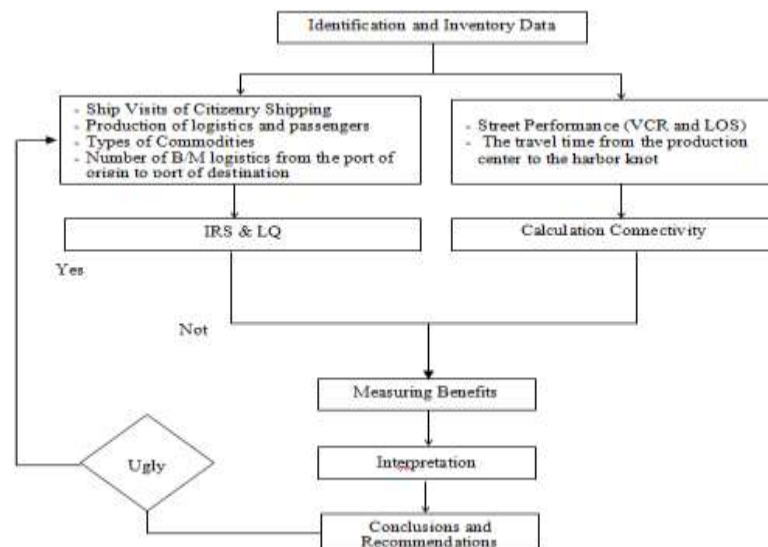 Identification and Inventory Data
- Ship Visits of Citizenry Shipping
- Production of logistics and passengers
- Types of Commodities
- Number of B/M logistics from the port of
origin to port of destination
- Street Performance (VCR and LOS)
- The travel time from the production
center to the harbor knot
IRS & LQ
Calculation Connectivity
Yes
Not
Measuring Benefits
Ugly
Interpretation
Conclusions and
Recommendations